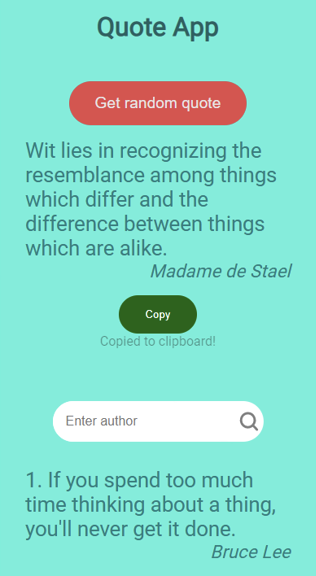 Quote App
Get random quote
Wit lies in recognizing the
resemblance among things
which differ and the
difference between things
which are alike.
Madame de Stael
Copy
Copied to clipboard!
Enter author
1. If you spend too much
time thinking about a thing,
you'll never get it done.
Bruce Lee